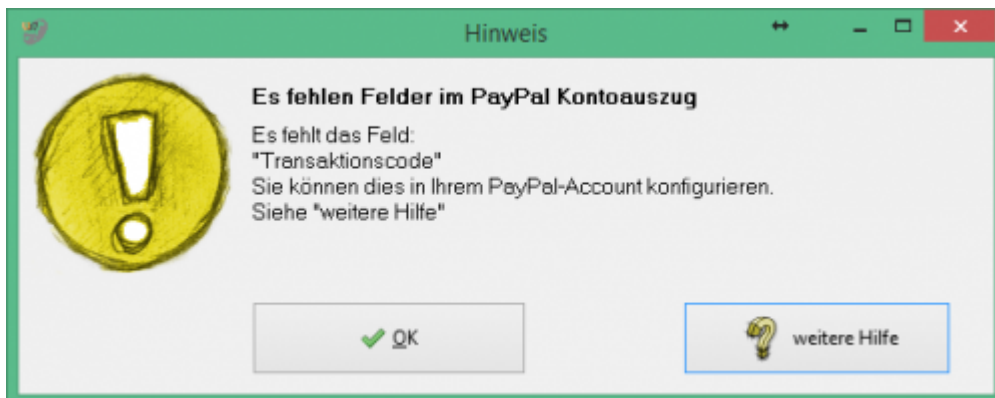 Hinweis
Es fehlen Felder im PayPal Kontoauszug
Es fehlt das Feld:
"Transaktionscode"
Sie können dies in Ihrem PayPal-Account konfigurieren.
Siehe "weitere Hilfe"
OK
weitere Hilfe